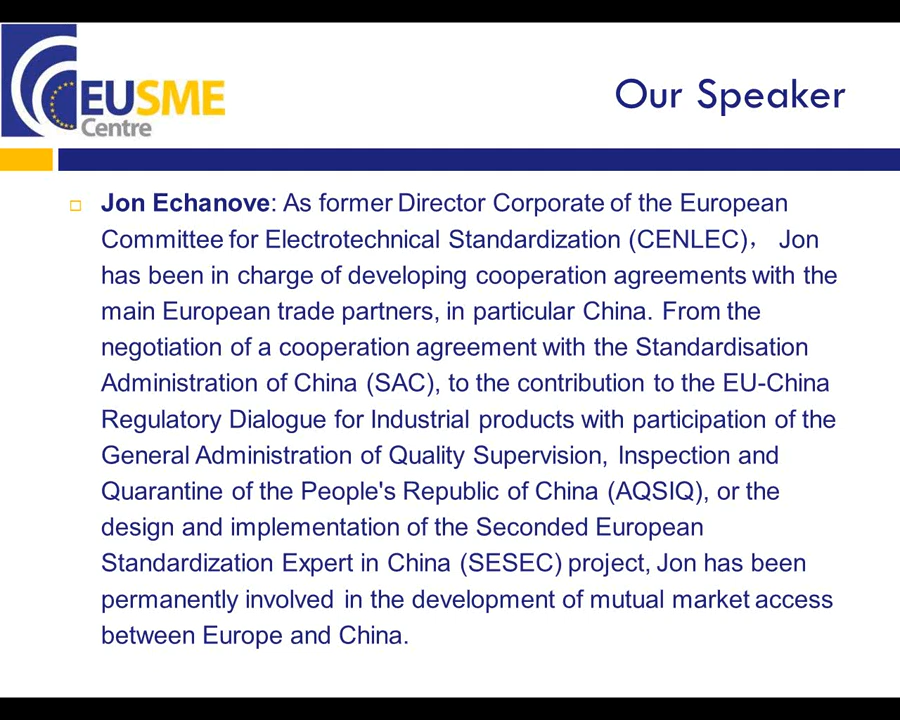 EUSME
Centre
Our Speaker
Jon Echanove: As former Director Corporate of the European
Committee for Electrotechnical Standardization (CENLEC)， Jon
has been in charge of developing cooperation agreements with the
main European trade partners, in particular China. From the
negotiation of a cooperation agreement with the Standardisation
Administration of China (SAC), to the contribution to the EU-China
Regulatory Dialogue for Industrial products with participation of the
General Administration of Quality Supervision, Inspection and
Quarantine of the People's Republic of China (AQSIQ), or the
design and implementation of the Seconded European
Standardization Expert in China (SESEC) project, Jon has been
permanently involved in the development of mutual market access
between Europe and China.